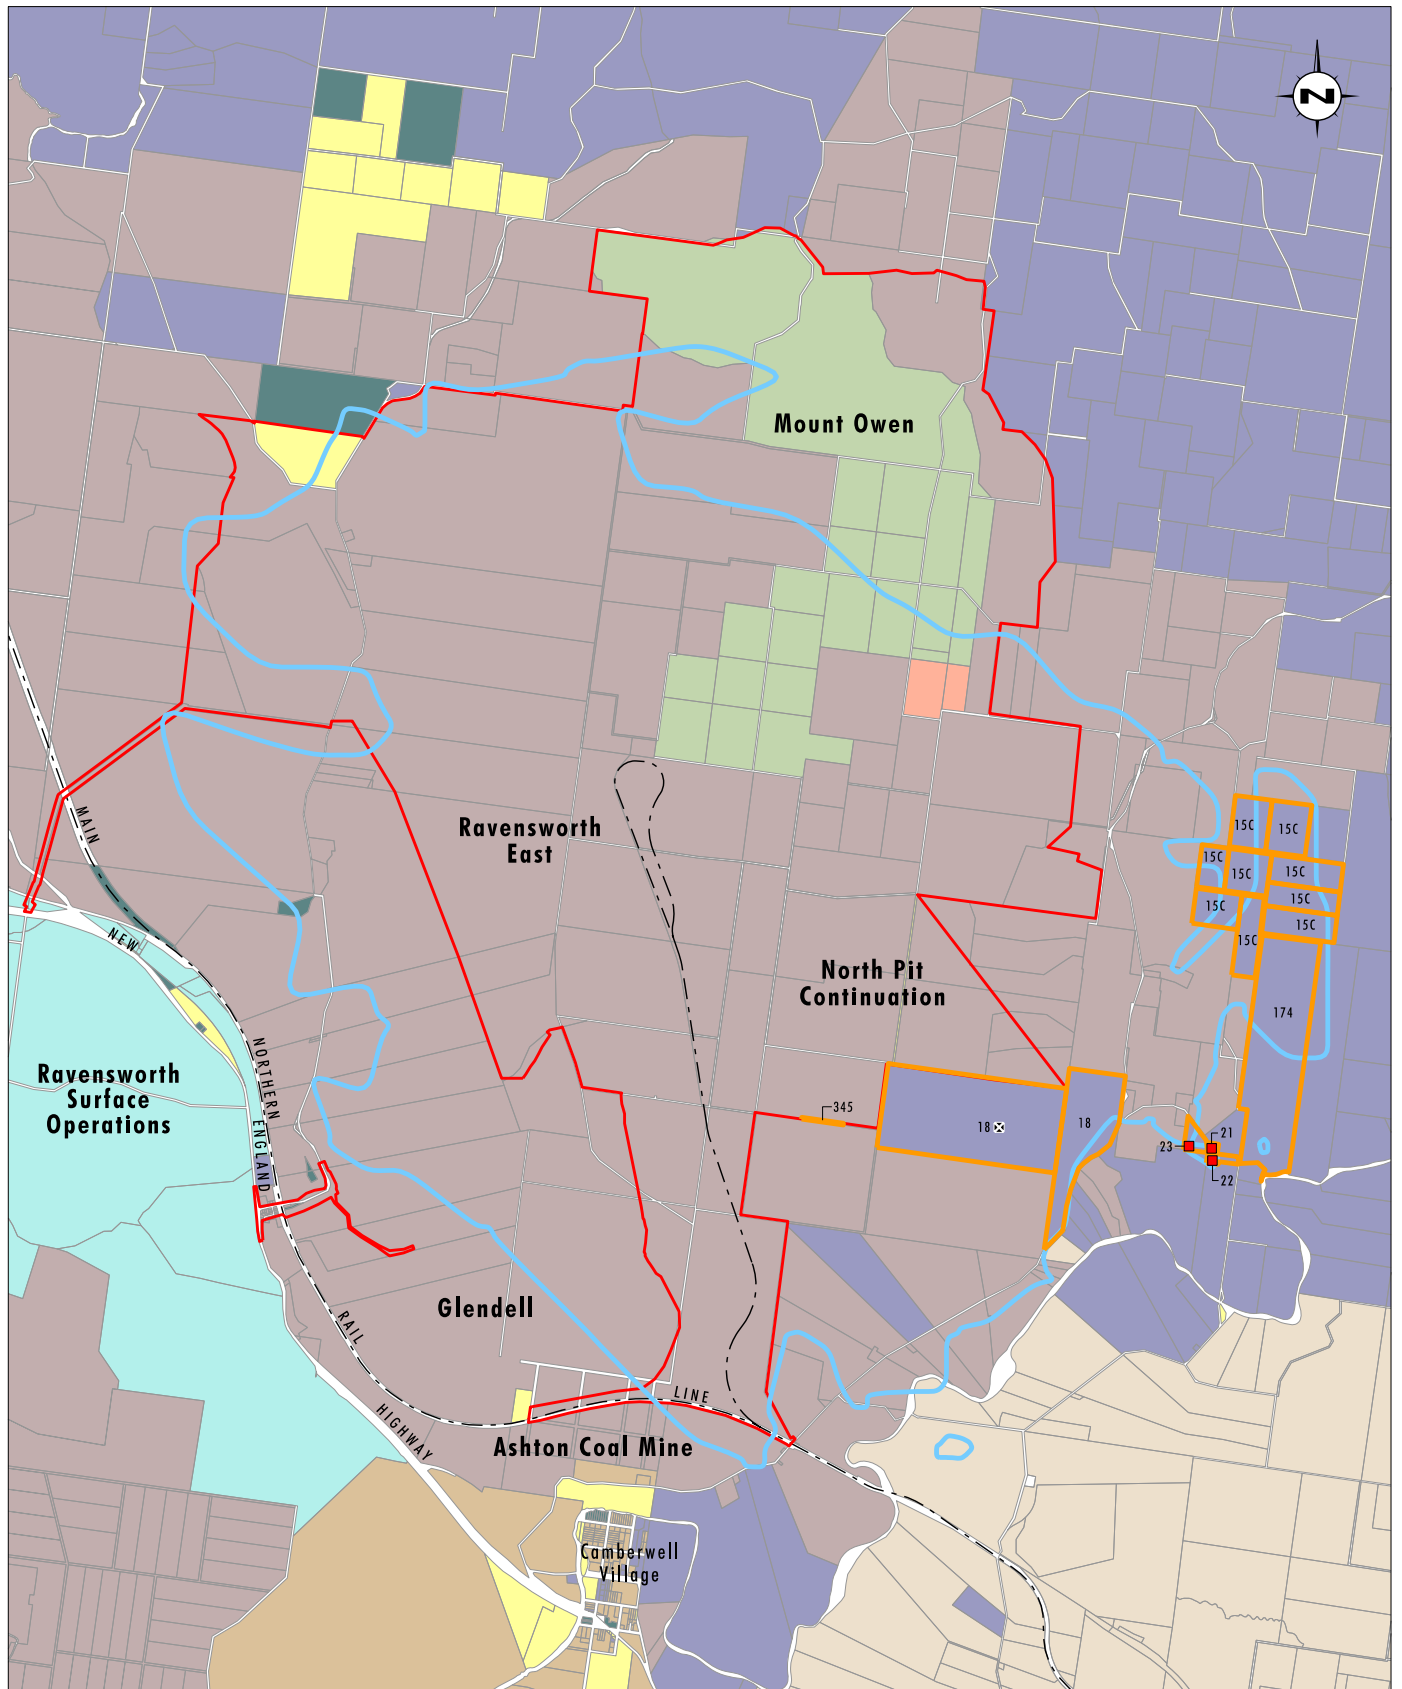 N
Mount Owen
Ravensworth
East
MAIN
15C
15C
15C
15C
15C
15C
15C
15C
15C
NEW
North Pit
Continuation
174
NORTHERN
ENGLAND
Ravensworth
Surface
Operations
345
18
18
23
21
22
Glendell
RAIL
LINE
HIGHWAY
Ashton Coal Mine
Camberwell
Village